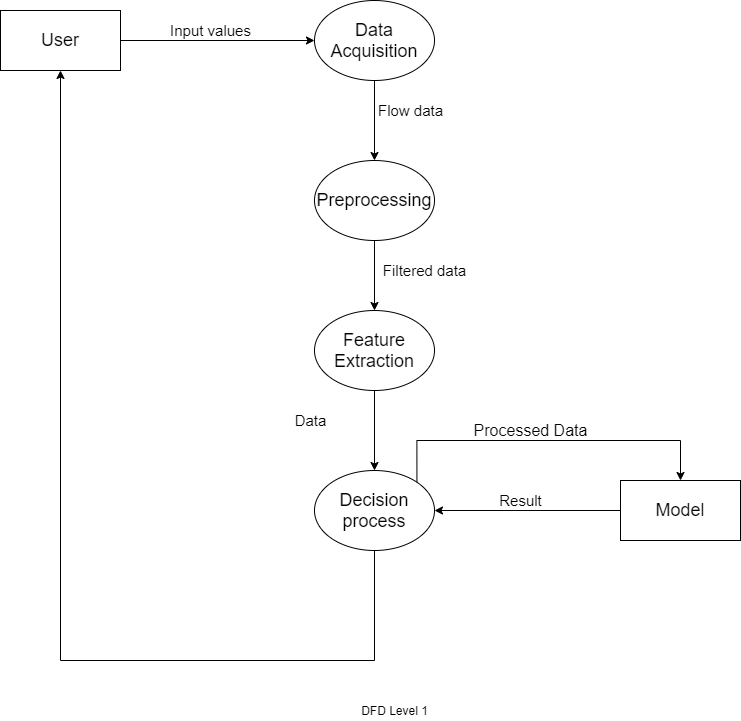 User
Input values
Data
Acquisition
Flow data
Preprocessing
Filtered data
Feature
Extraction
Data
Processed Data
Decision
process
Result
Model
DFD Level 1